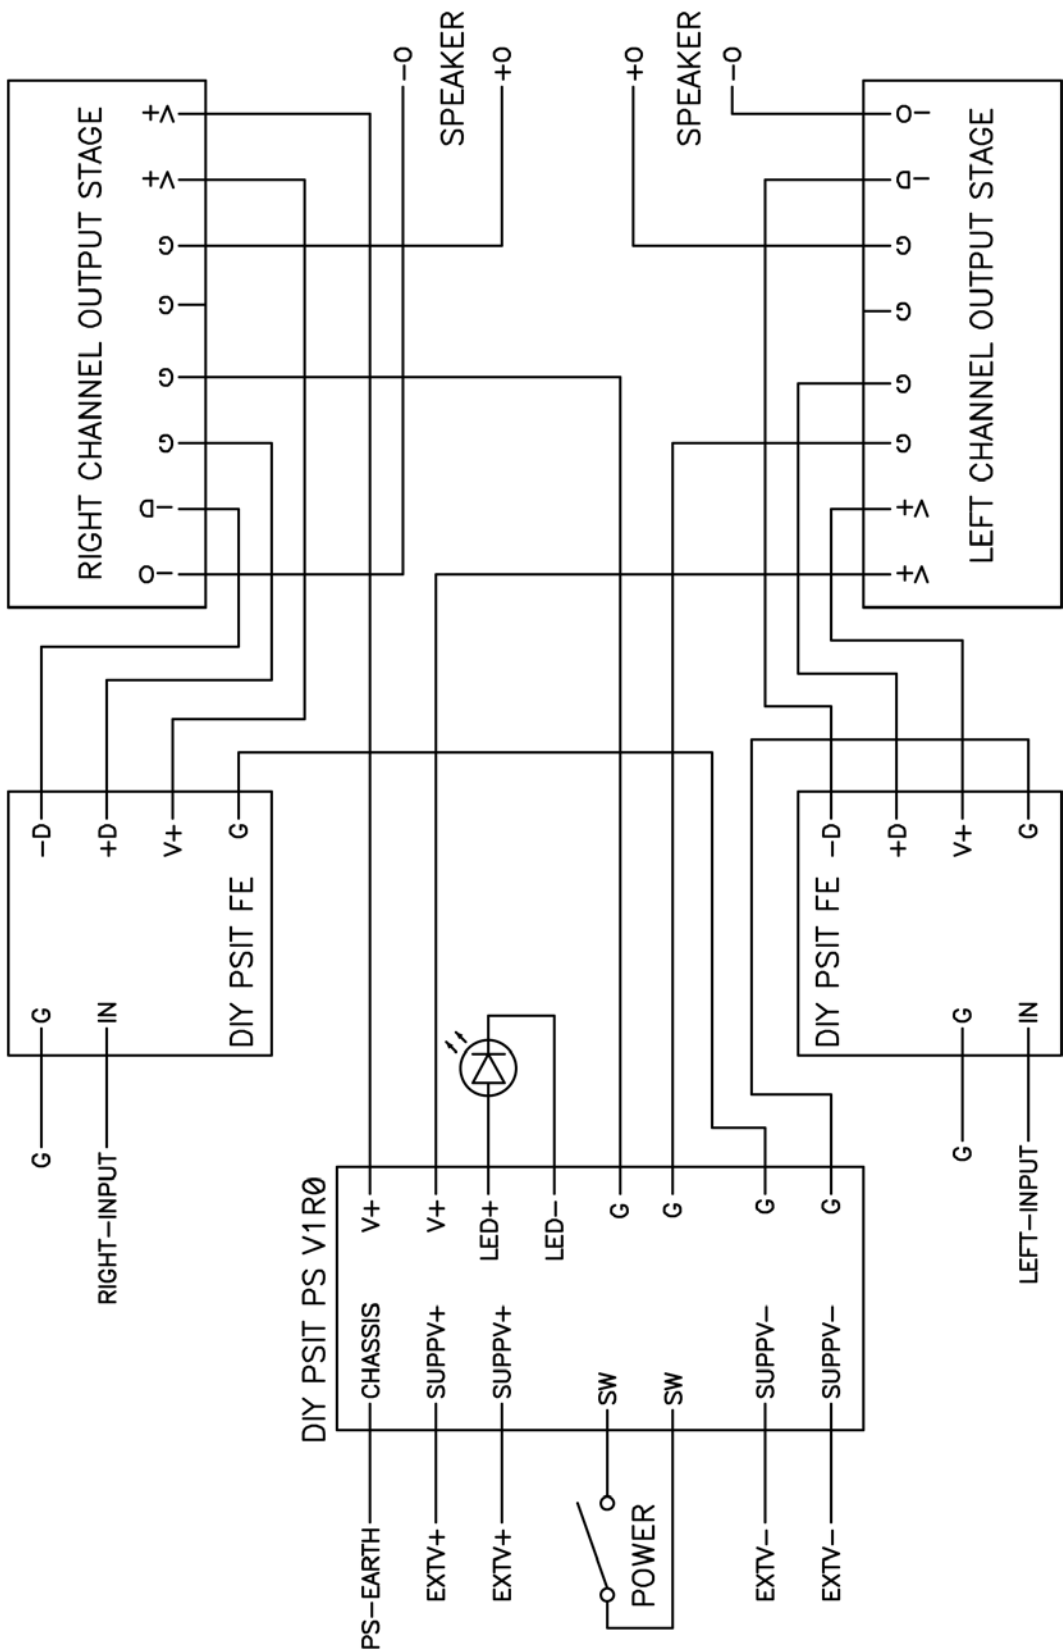 RIGHT CHANNEL OUTPUT STAGE
V+
V+
G
G
G
G
-D
-O
-O
SPEAKER
+O
+O
SPEAKER
-O
-O
-D
G
G
G
G
V+
V+
LEFT CHANNEL OUTPUT STAGE
-D
+D
V+
G
G
IN
DIY PSIT FE
G
RIGHT-INPUT
-D
+D
V+
G
DIY PSIT FE
G
IN
G
LEFT-INPUT
DIY PSIT PS V1R0
V+
V+
LED+
LED-
G
G
G
G
CHASSIS
SUPPV+
SUPPV+
SW
SW
SUPPV-
SUPPV-
PS-EARTH
EXTV+
EXTV+
POWER
EXTV-
EXTV-